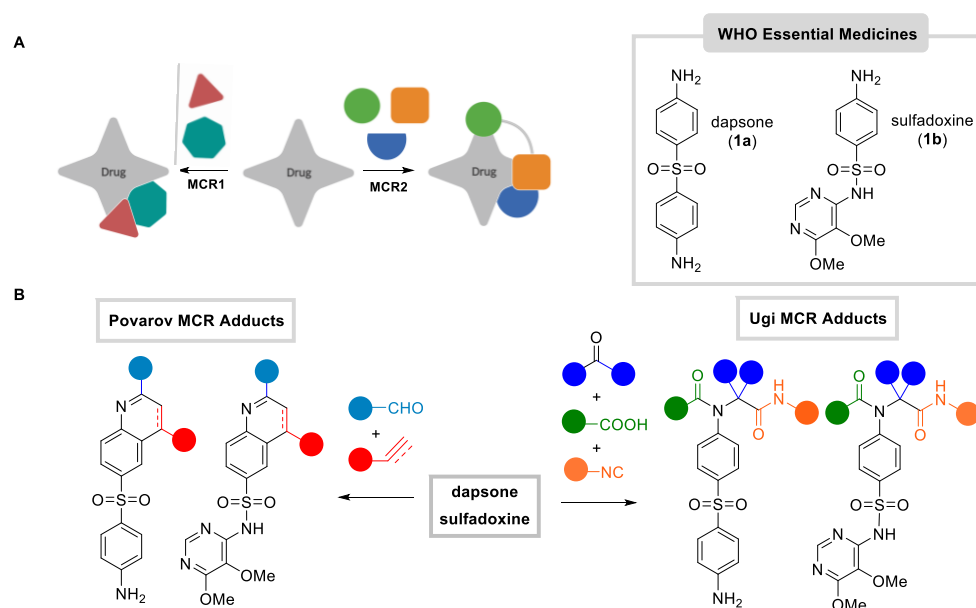 A
WHO Essential Medicines
Drug
MCR1
Drug
MCR2
Drug
NH2
dapsone
(1a)
O=S=O
NH2
NH2
sulfadoxine
(1b)
O=S=O
NH
N
N
OMe
OMe
B
Povarov MCR Adducts
Ugi MCR Adducts
N
O=S=O
NH2
N
O=S=O
NH
N
N
OMe
OMe
CHO
+
dapsone
sulfadoxine
O
+
COOH
+
NC
O
N
H
N
O
O=S=O
NH2
O
N
H
N
O
O=S=O
NH
N
N
OMe
OMe